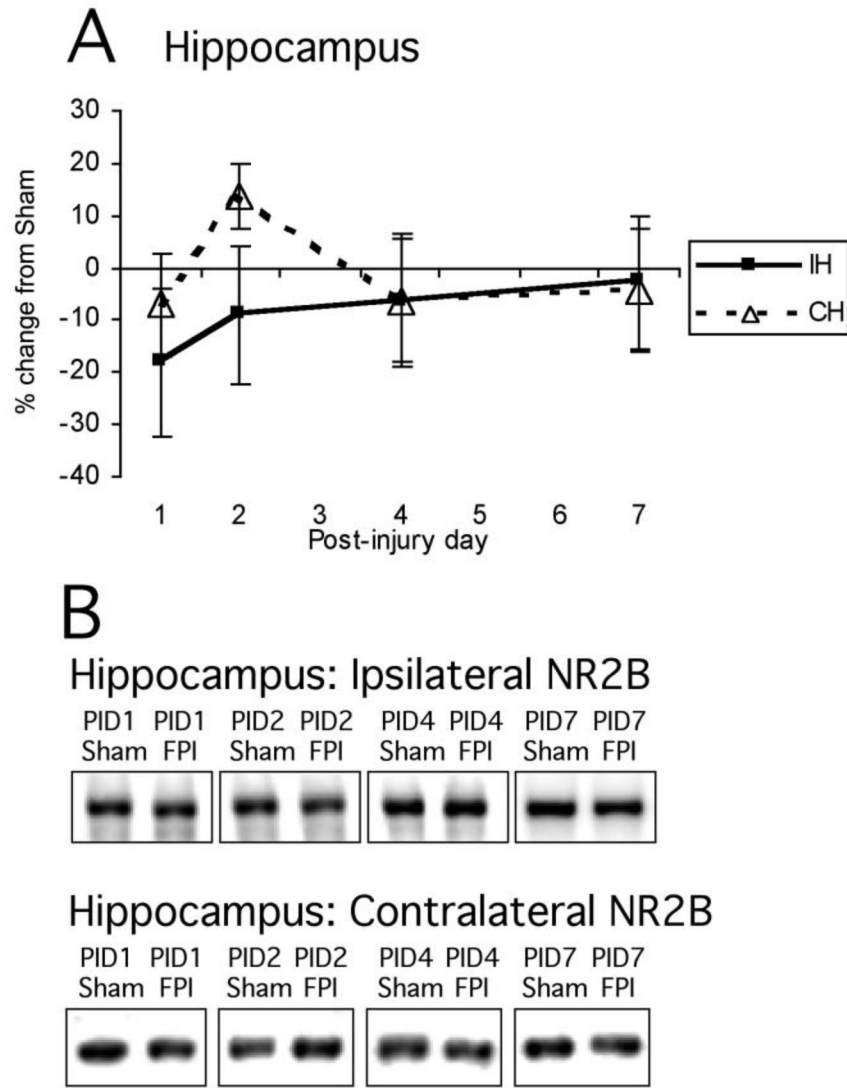 A Hippocampus
30
20
10
0
-10
-20
-30
-40
% change from Sham
1 2 3 4 5 6 7
Post-injury day
IH
CH
B
Hippocampus: Ipsilateral NR2B
PID1 PID1 PID2 PID2 PID4 PID4 PID7 PID7
Sham FPI Sham FPI Sham FPI Sham FPI
Hippocampus: Contralateral NR2B
PID1 PID1 PID2 PID2 PID4 PID4 PID7 PID7
Sham FPI Sham FPI Sham FPI Sham FPI